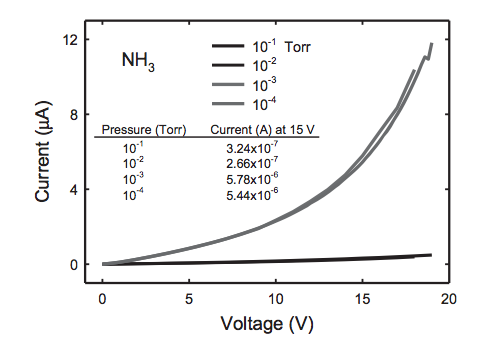 12
8
4
0
Current (µA)
NH₃
10⁻¹ Torr
10⁻²
10⁻³
10⁻⁴
Pressure (Torr) Current (A) at 15 V
10⁻¹ 3.24x10⁻⁷
10⁻² 2.66x10⁻⁷
10⁻³ 5.78x10⁻⁶
10⁻⁴ 5.44x10⁻⁶
0 5 10 15 20
Voltage (V)